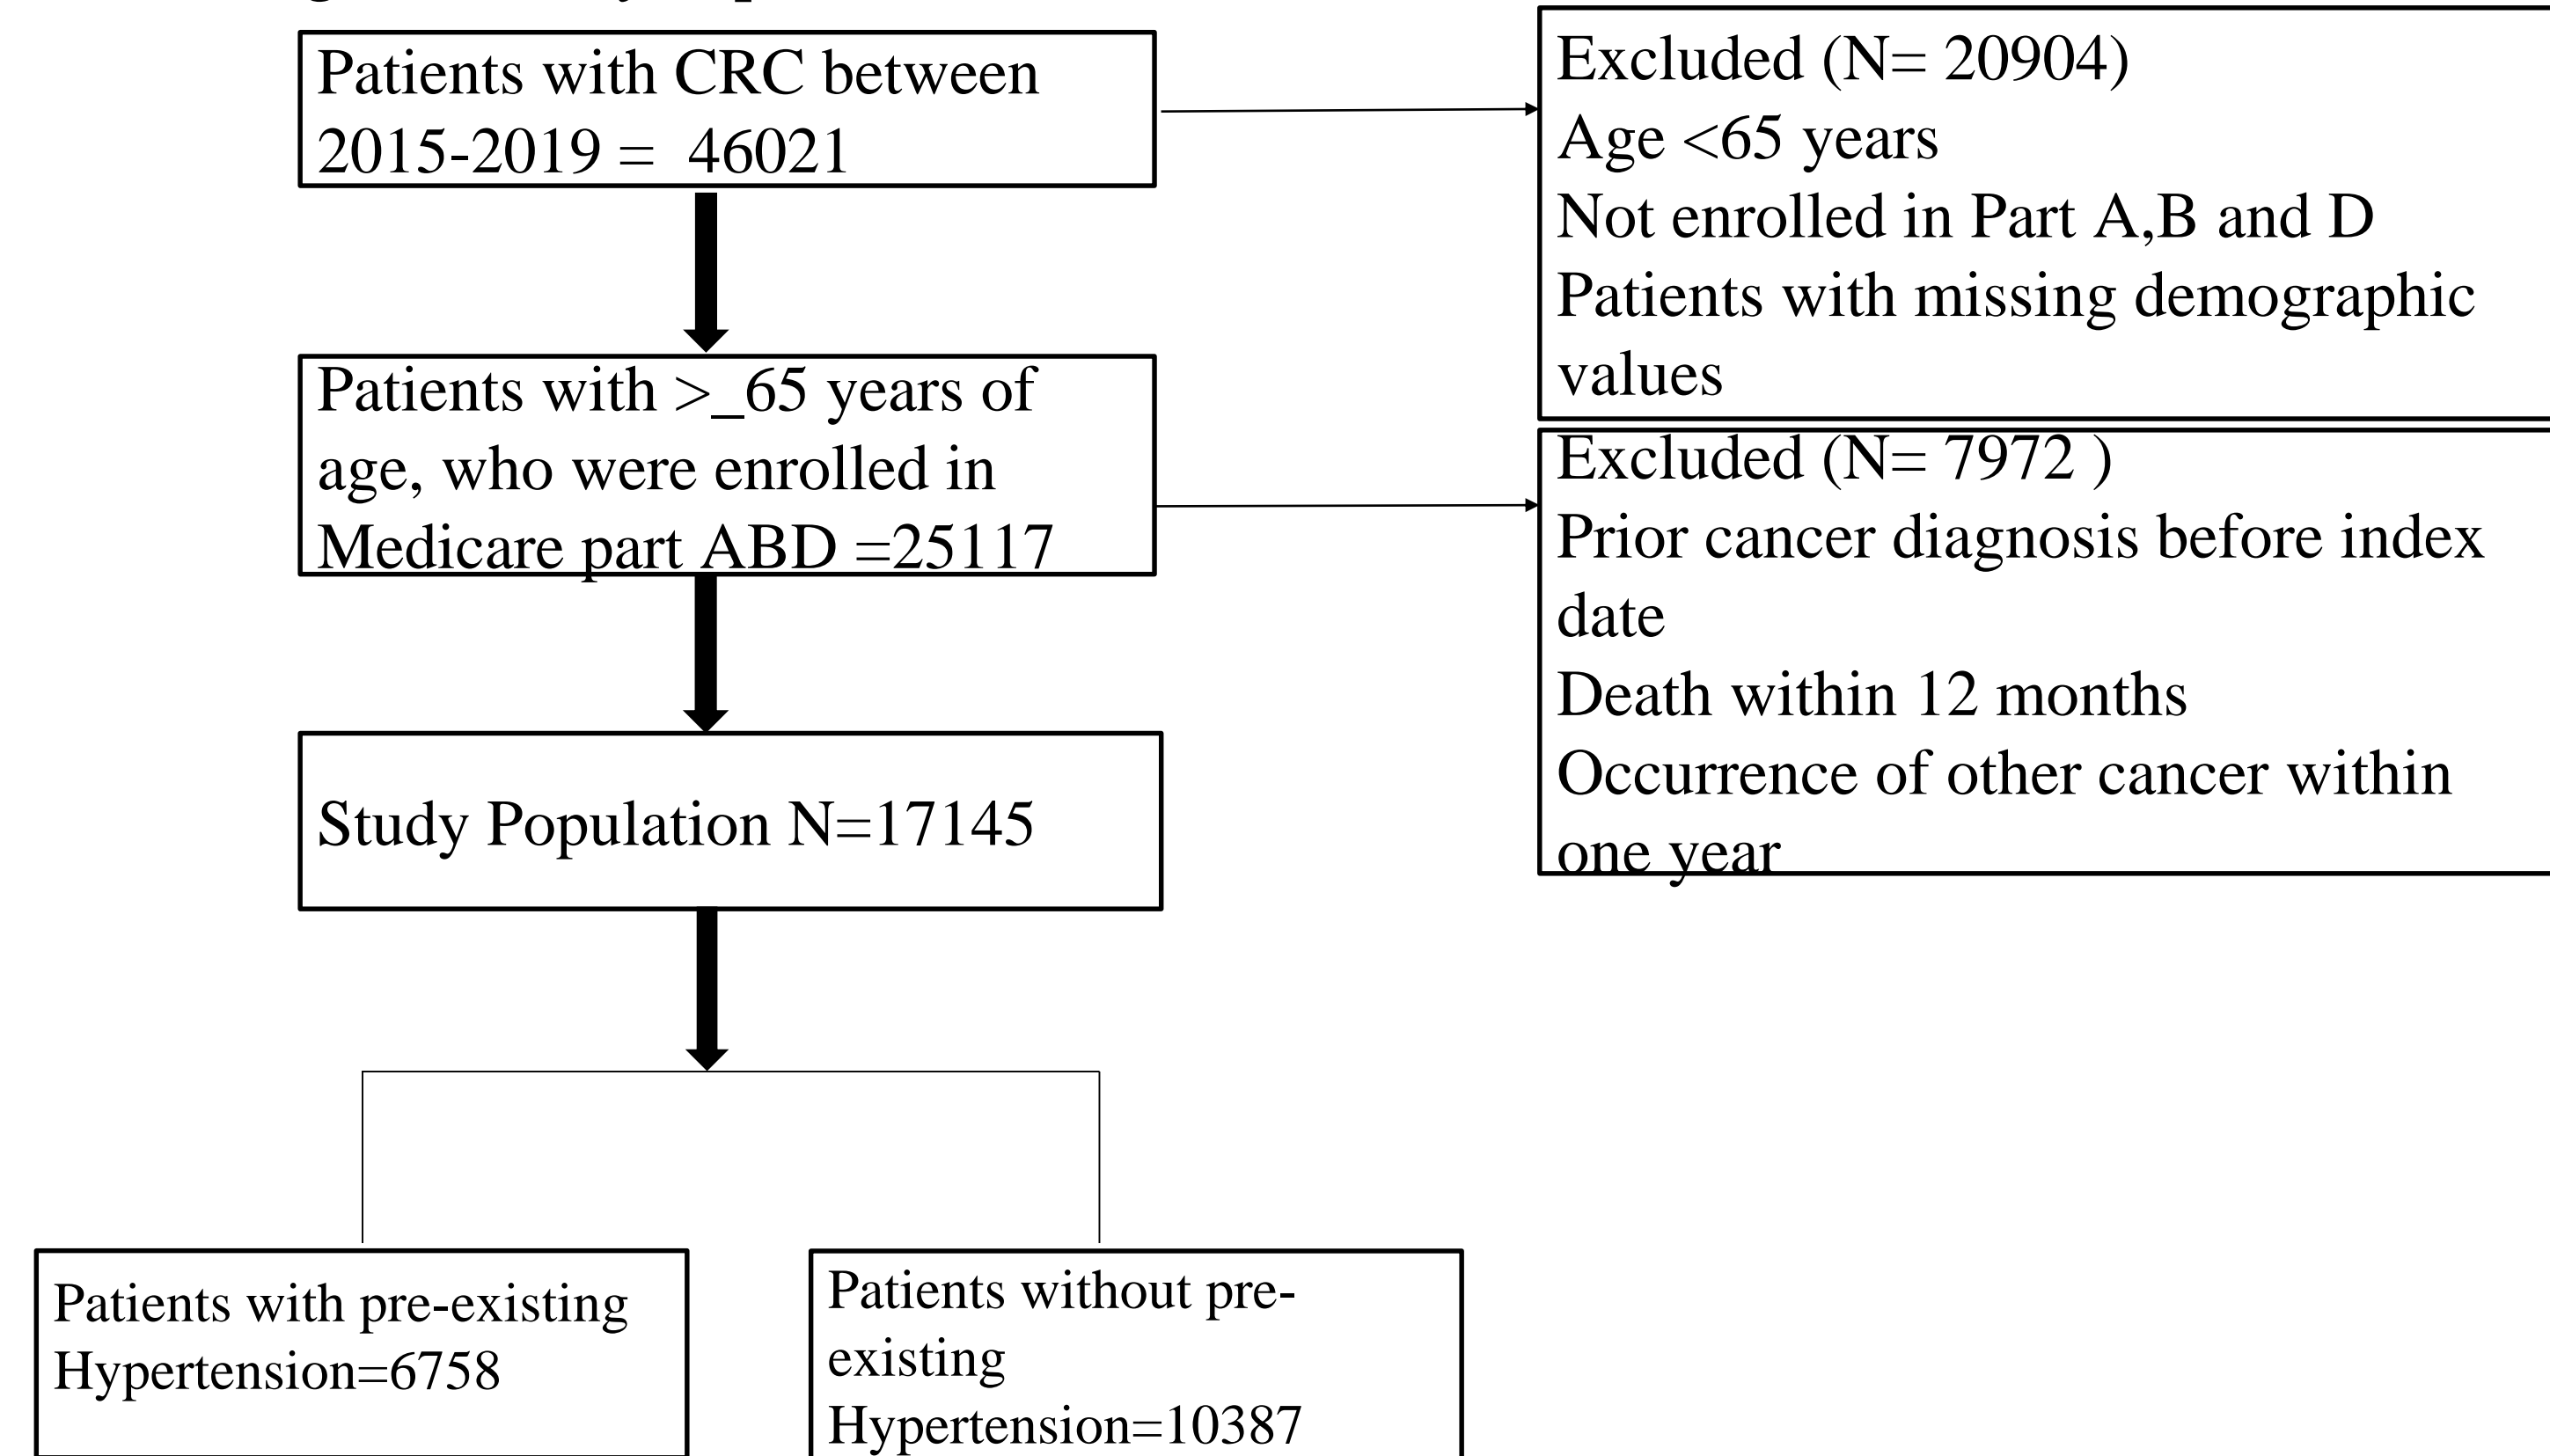 Patients with CRC between
2015-2019 =  46021
Excluded (N= 20904)
Age <65 years
Not enrolled in Part A,B and D
Patients with missing demographic
values
Patients with >_65 years of
age, who were enrolled in
Medicare part ABD =25117
Excluded (N= 7972 )
Prior cancer diagnosis before index
date
Death within 12 months
Occurrence of other cancer within
one year
Study Population N=17145
Patients with pre-existing
Hypertension=6758
Patients without pre-
existing
Hypertension=10387